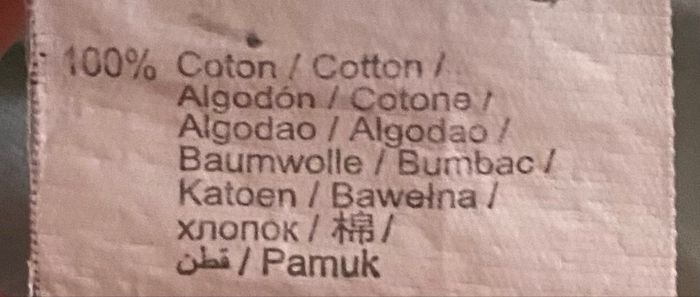 100% Coton / Cotton /
Algodón / Cotone /
Algodao / Algodao /
Baumwolle / Bumbac /
Katoen / Bawełna /
хлопок / 棉 /
قطن / Pamuk